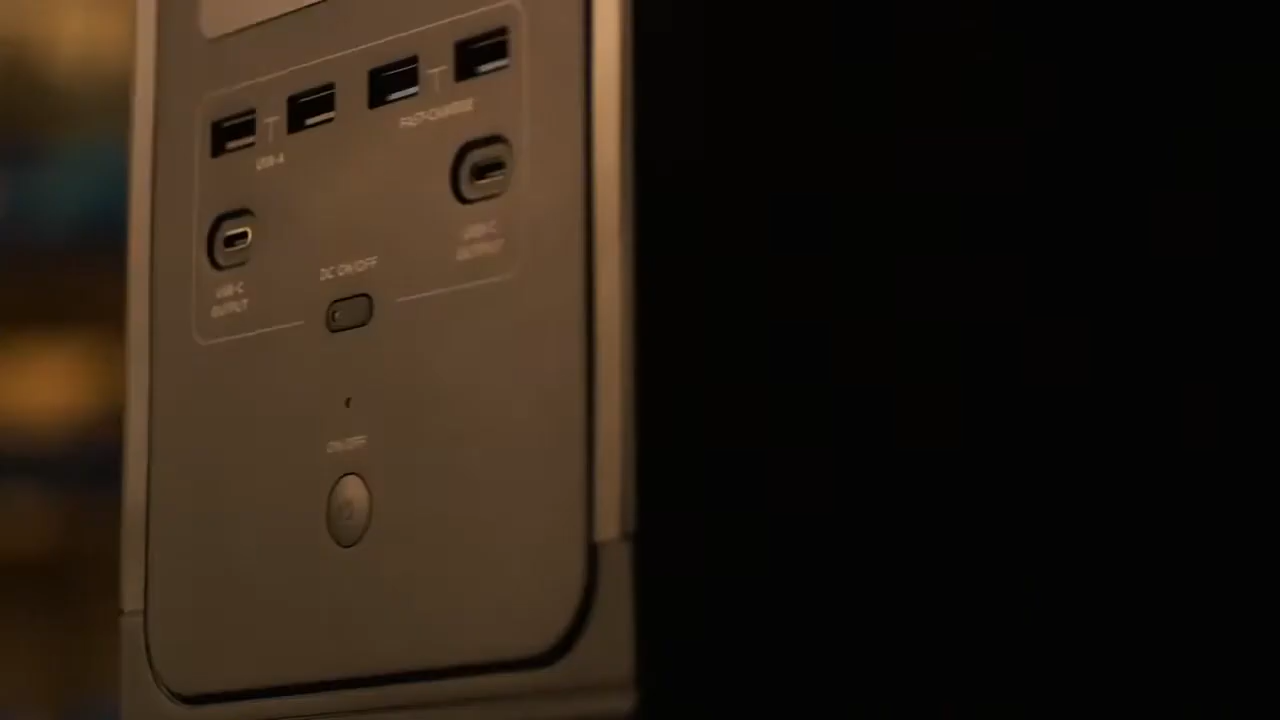 FAST-CHARGE
USB-A
USB-C
OUTPUT
DC ON/OFF
USB-C
OUTPUT
ON/OFF